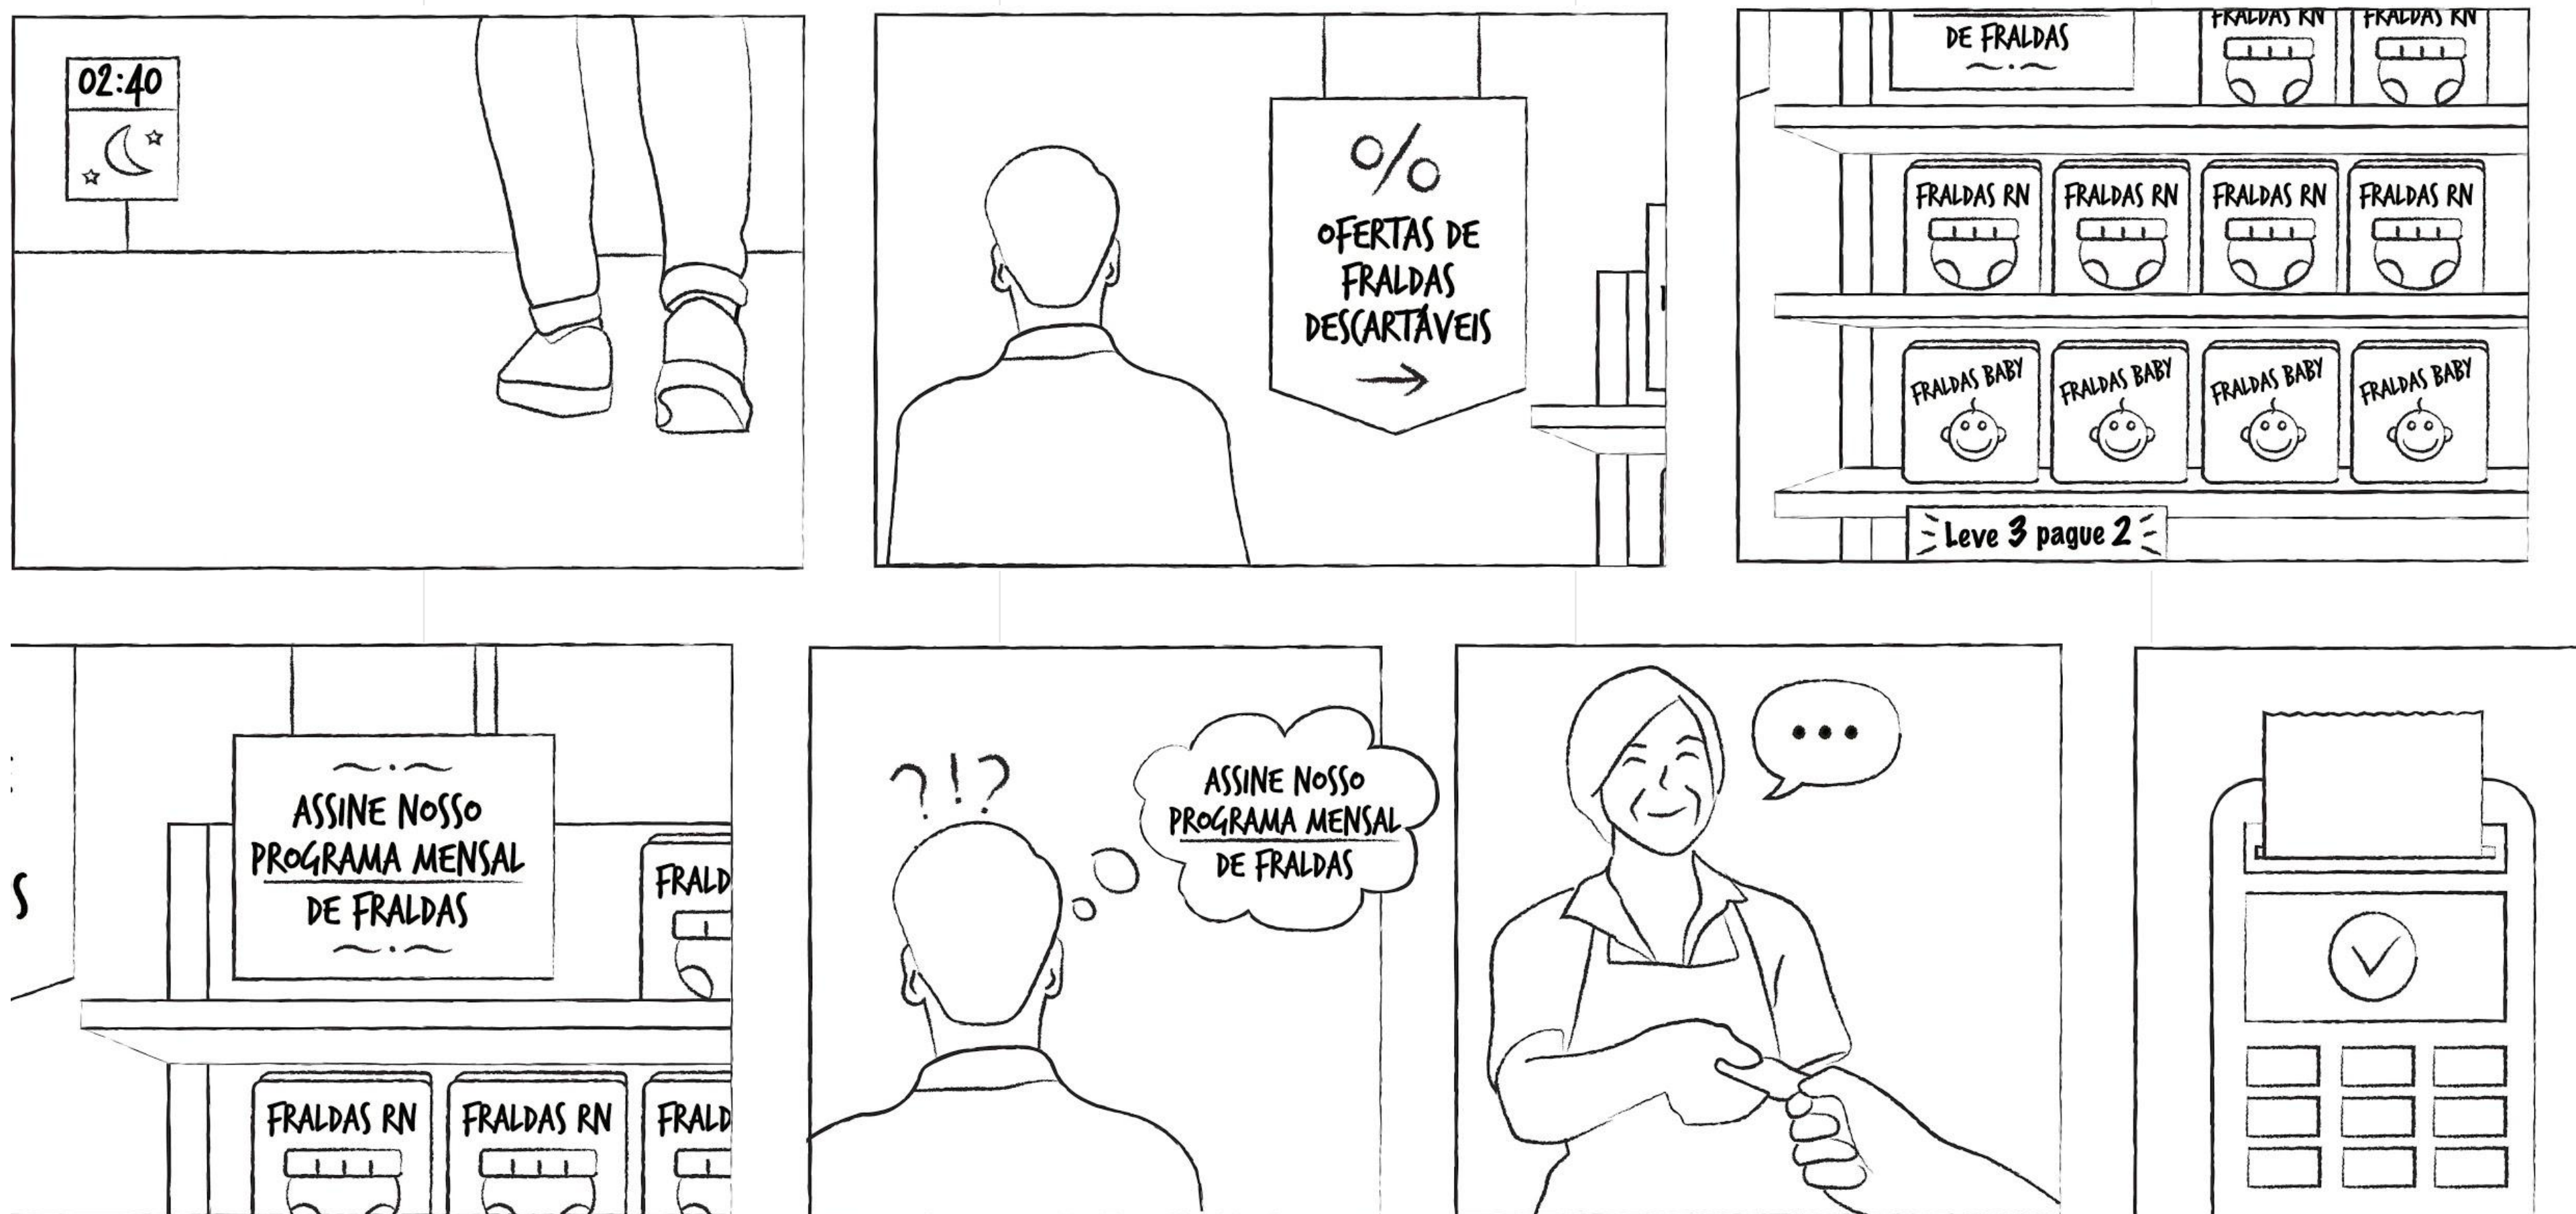 02:40
%
OFERTAS DE
FRALDAS
DESCARTÁVEIS
→
DE FRALDAS
FRALDAS RN FRALDAS RN
FRALDAS RN FRALDAS RN FRALDAS RN FRALDAS RN
FRALDAS BABY FRALDAS BABY FRALDAS BABY FRALDAS BABY
Leve 3 pague 2
S
ASSINE NOSSO
PROGRAMA MENSAL
DE FRALDAS
FRALD
FRALDAS RN FRALDAS RN FRALD
?!?
ASSINE NOSSO
PROGRAMA MENSAL
DE FRALDAS
...